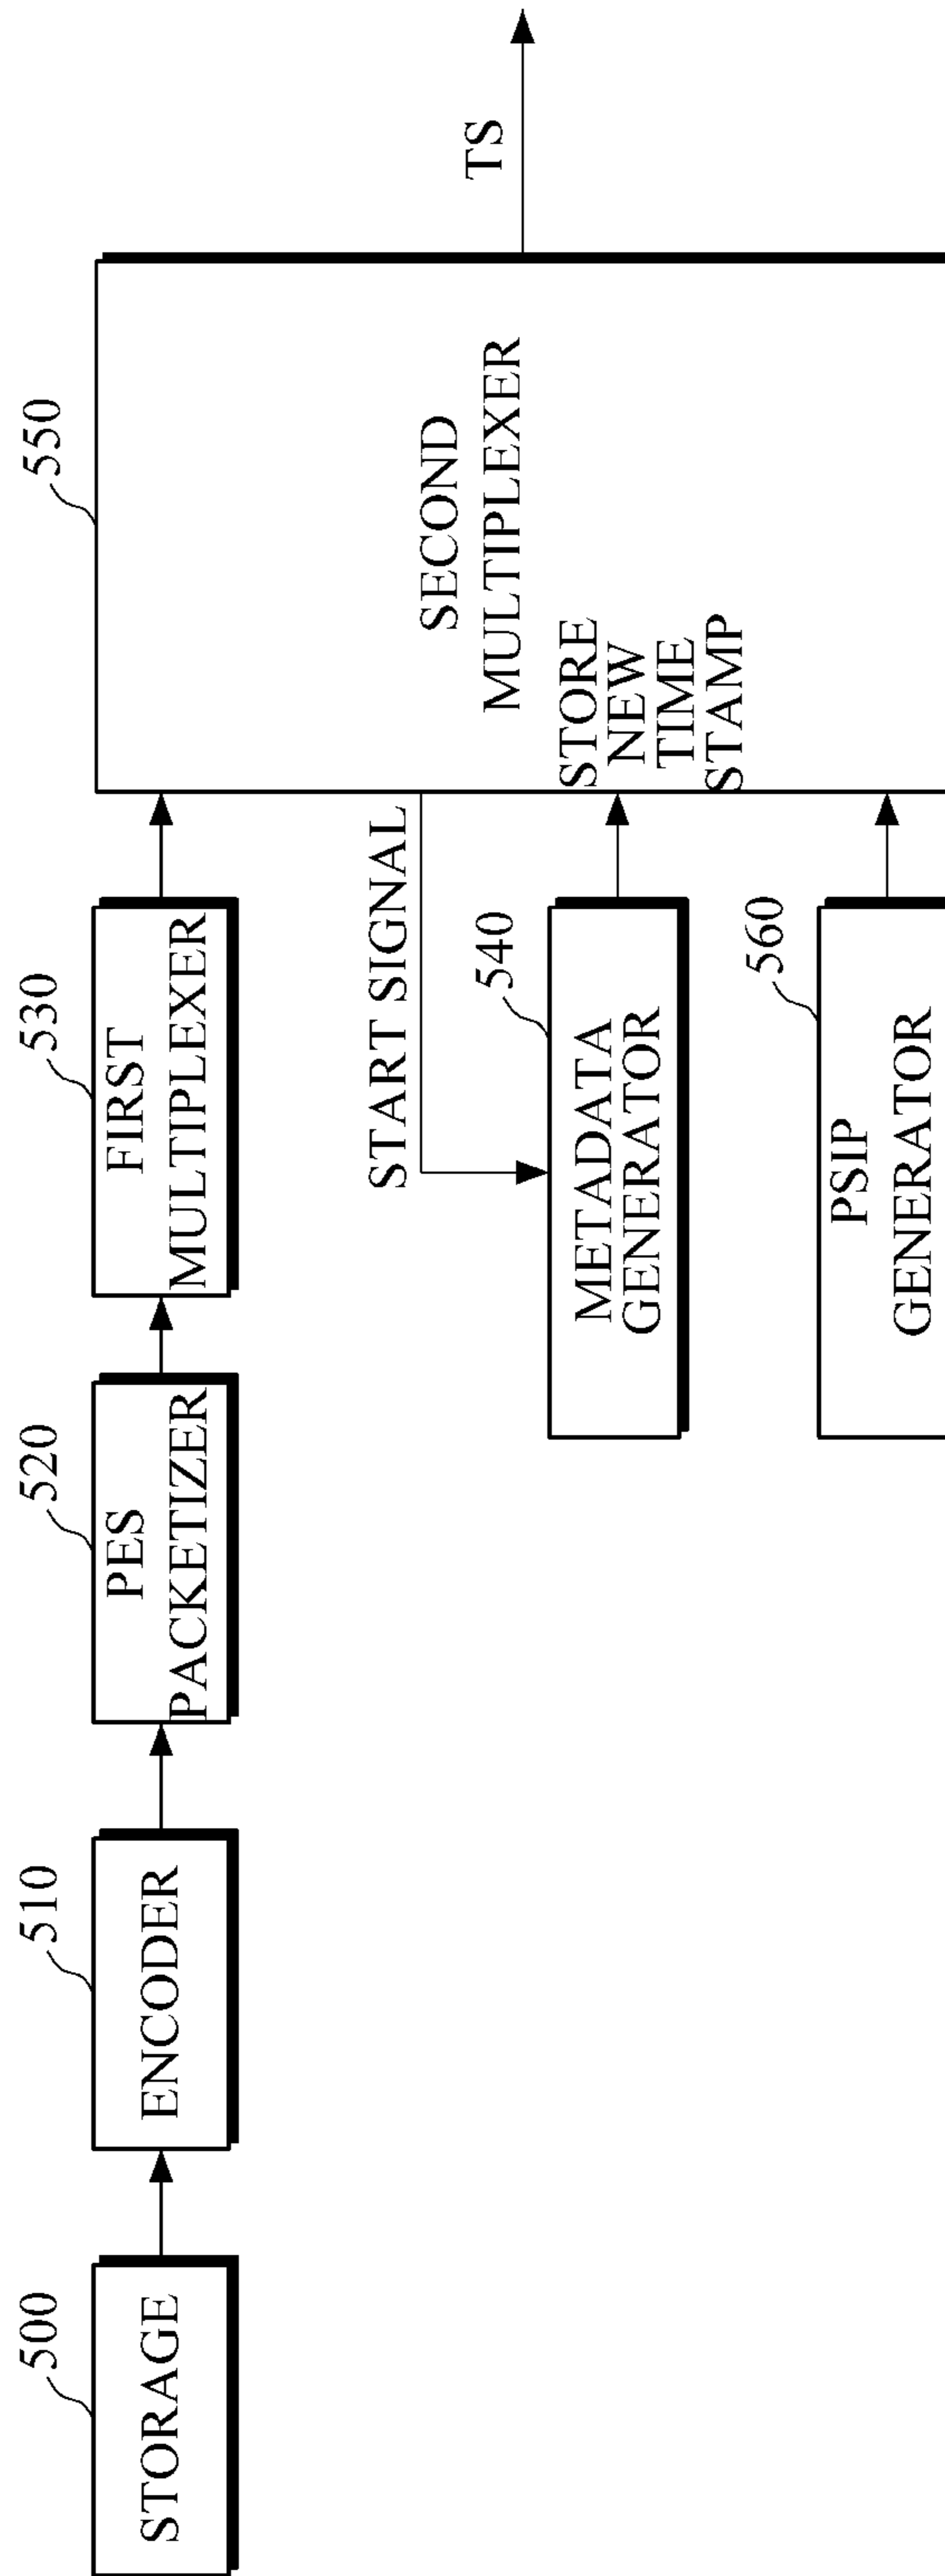 500
STORAGE
510
ENCODER
520
PES
PACKETIZER
530
FIRST
MULTIPLEXER
550
SECOND
MULTIPLEXER
TS
START SIGNAL
STORE
NEW
TIME
STAMP
540
METADATA
GENERATOR
560
PSIP
GENERATOR